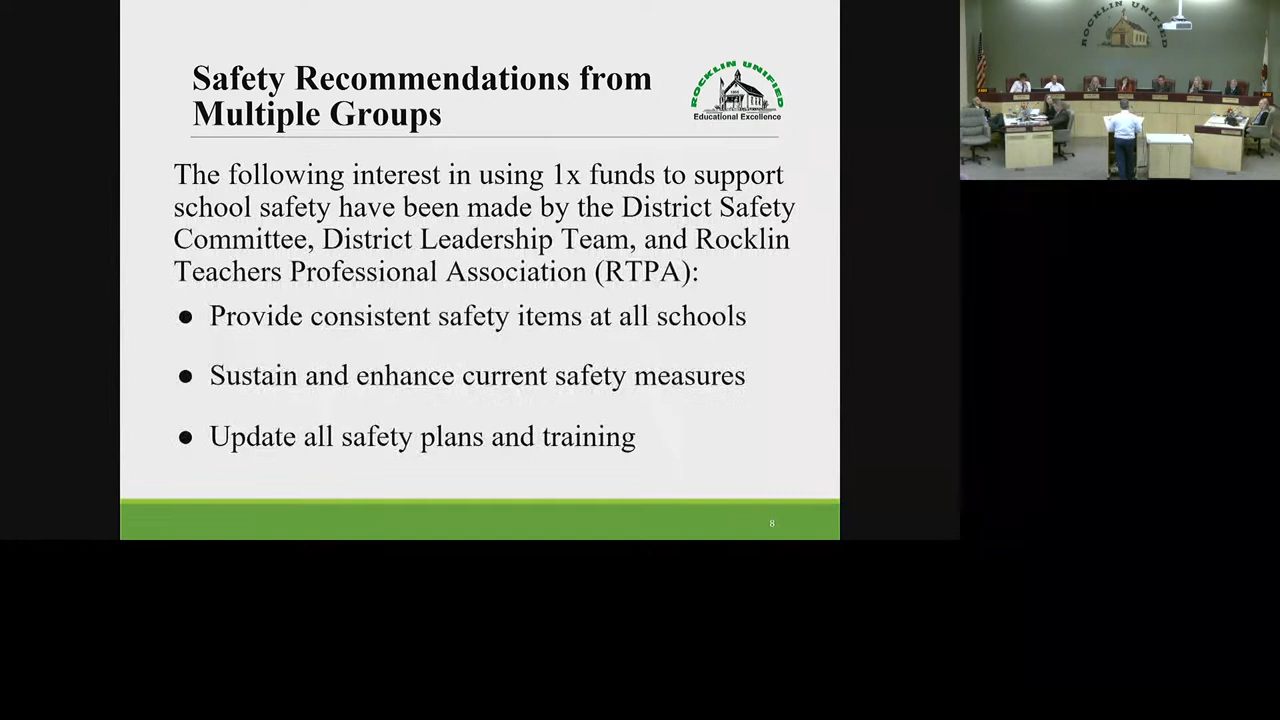 Safety Recommendations from
Multiple Groups
ROCKLIN UNIFIED
Educational Excellence
The following interest in using 1x funds to support
school safety have been made by the District Safety
Committee, District Leadership Team, and Rocklin
Teachers Professional Association (RTPA):
● Provide consistent safety items at all schools
● Sustain and enhance current safety measures
● Update all safety plans and training
8
ROCKLIN UNIFIED